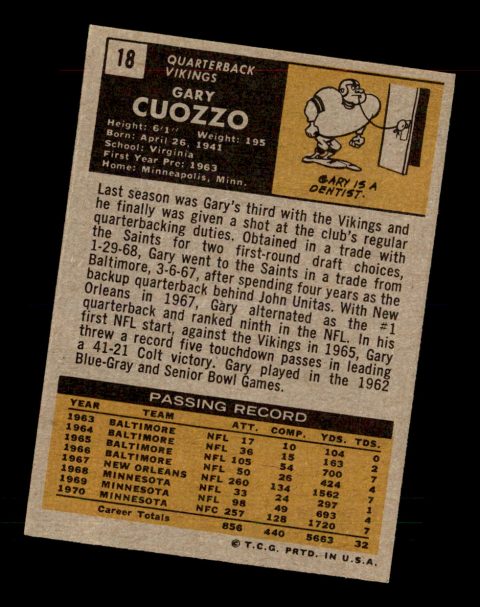 18
QUARTERBACK
VIKINGS
GARY
CUOZZO
Height: 6'1" Weight: 195
Born: April 26, 1941
School: Virginia
First Year Pro: 1963
Home: Minneapolis, Minn.
GARY IS A
DENTIST.
Last season was Gary's third with the Vikings and
he finally was given a shot at the club's regular
quarterbacking duties. Obtained in a trade with
the Saints for two first-round draft choices,
1-29-68, Gary went to the Saints in a trade from
Baltimore, 3-6-67, after spending four years as the
backup quarterback behind John Unitas. With New
Orleans in 1967, Gary alternated as the #1
quarterback and ranked ninth in the NFL. In his
first NFL start, against the Vikings in 1965, Gary
threw a record five touchdown passes in leading
a 41-21 Colt victory. Gary played in the 1962
Blue-Gray and Senior Bowl Games.
PASSING RECORD
YEAR TEAM ATT. COMP. YDS. TDS.
1963 BALTIMORE NFL 17 10 104 0
1964 BALTIMORE NFL 36 15 163 2
1965 BALTIMORE NFL 105 54 700 7
1966 BALTIMORE NFL 50 26 424 4
1967 NEW ORLEANS NFL 260 134 1562 7
1968 MINNESOTA NFL 33 24 297 1
1969 MINNESOTA NFL 98 49 693 4
1970 MINNESOTA NFC 257 128 1720 7
Career Totals 856 440 5663 32
© T.C.G. PRTD. IN U.S.A.